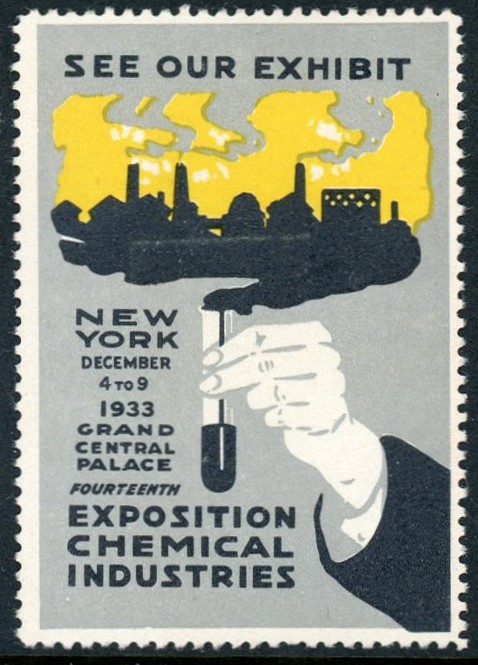 SEE OUR EXHIBIT
NEW
YORK
DECEMBER
4 TO 9
1933
GRAND
CENTRAL
PALACE
FOURTEENTH
EXPOSITION
CHEMICAL
INDUSTRIES